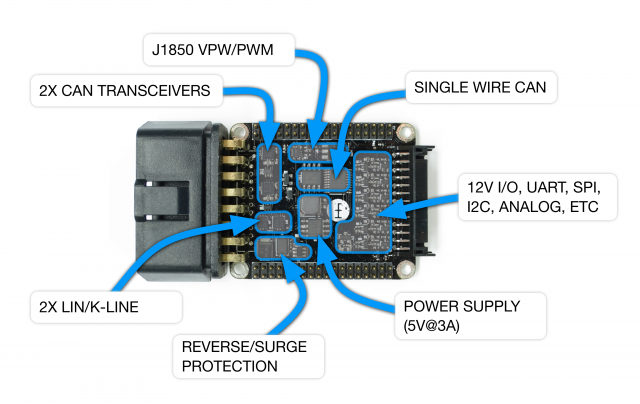 J1850 VPW/PWM
2X CAN TRANSCEIVERS
SINGLE WIRE CAN
12V I/O, UART, SPI,
I2C, ANALOG, ETC
2X LIN/K-LINE
POWER SUPPLY
(5V@3A)
REVERSE/SURGE
PROTECTION